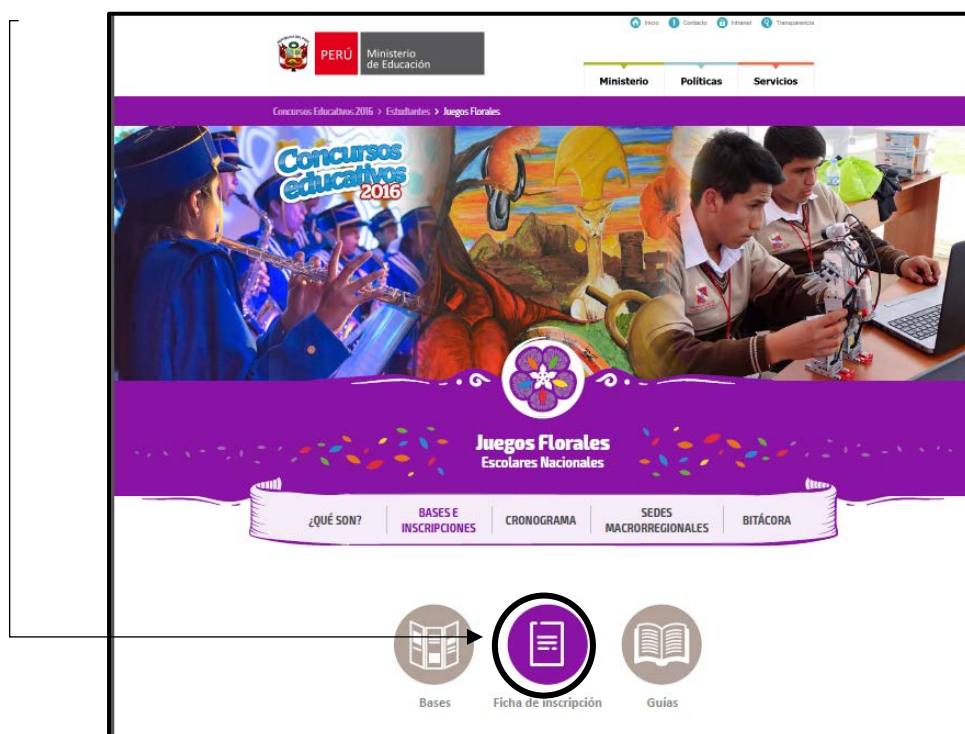 Inicio Contacto Intranet Transparencia
PERÚ Ministerio
de Educación
Ministerio Políticas Servicios
Concursos Educativos 2016 > Estudiantes > Juegos Florales
Concursos
educativos
2016
Juegos Florales
Escolares Nacionales
¿QUÉ SON? BASES E INSCRIPCIONES CRONOGRAMA SEDES MACRORREGIONALES BITÁCORA
Bases Ficha de inscripción Guías